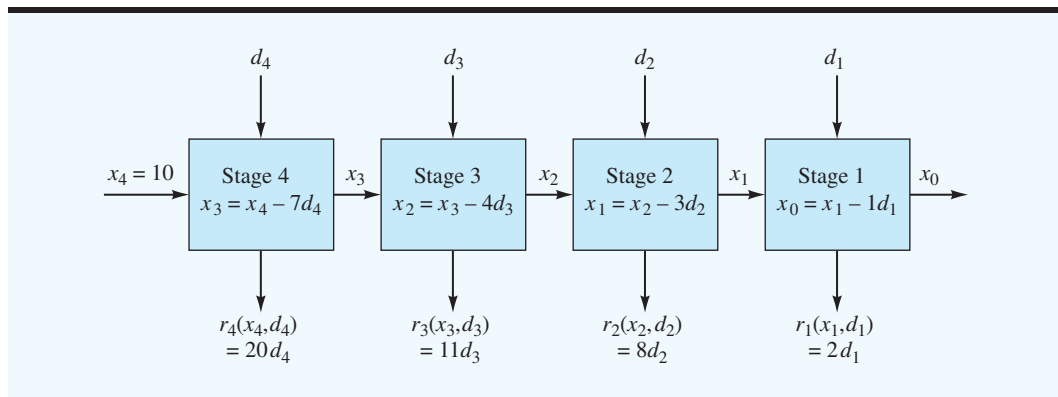 d4 d3 d2 d1
x4 = 10
Stage 4
x3 = x4 – 7d4
x3
Stage 3
x2 = x3 – 4d3
x2
Stage 2
x1 = x2 – 3d2
x1
Stage 1
x0 = x1 – 1d1
x0
r4(x4,d4)
= 20d4
r3(x3,d3)
= 11d3
r2(x2,d2)
= 8d2
r1(x1,d1)
= 2d1